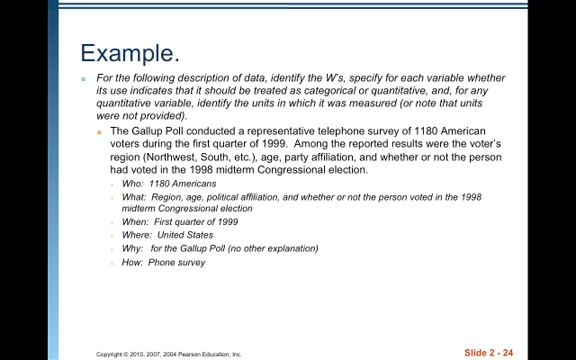 Example.
For the following description of data, identify the W's, specify for each variable whether
its use indicates that it should be treated as categorical or quantitative, and, for any
quantitative variable, identify the units in which it was measured (or note that units
were not provided).
The Gallup Poll conducted a representative telephone survey of 1180 American
voters during the first quarter of 1999. Among the reported results were the voter's
region (Northwest, South, etc.), age, party affiliation, and whether or not the person
had voted in the 1998 midterm Congressional election.
Who: 1180 Americans
What: Region, age, political affiliation, and whether or not the person voted in the 1998
midterm Congressional election
When: First quarter of 1999
Where: United States
Why: for the Gallup Poll (no other explanation)
How: Phone survey
Copyright © 2010, 2007, 2004 Pearson Education, Inc.
Slide 2 - 24